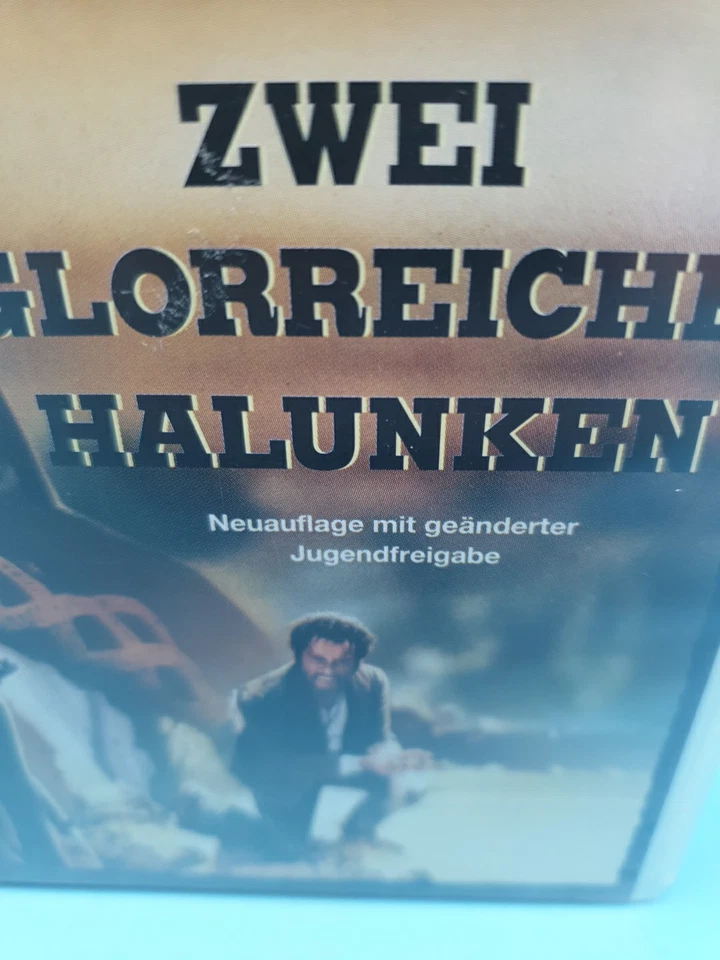 ZWEI
GLORREICHE
HALUNKEN
Neuauflage mit geänderter
Jugendfreigabe